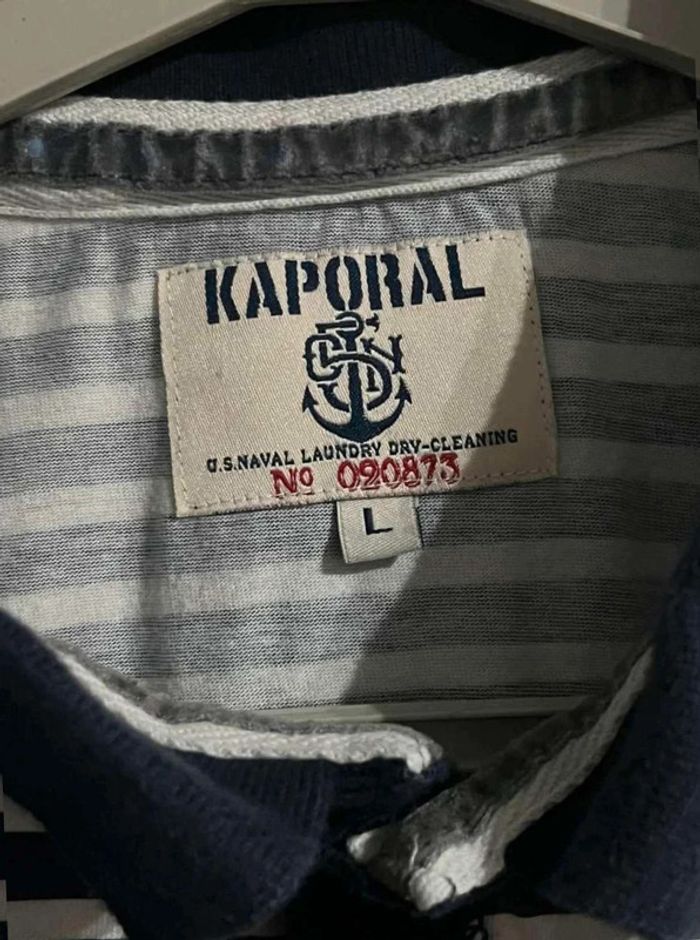 KAPORAL
U.S.NAVAL LAUNDRY DRY-CLEANING
No 020873
L